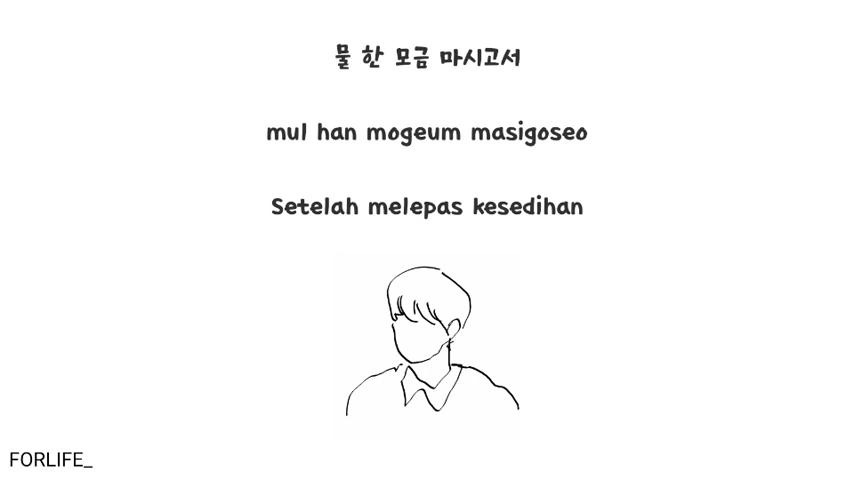 물 한 모금 마시고서
mul han mogeum masigoseo
Setelah melepas kesedihan
FORLIFE_